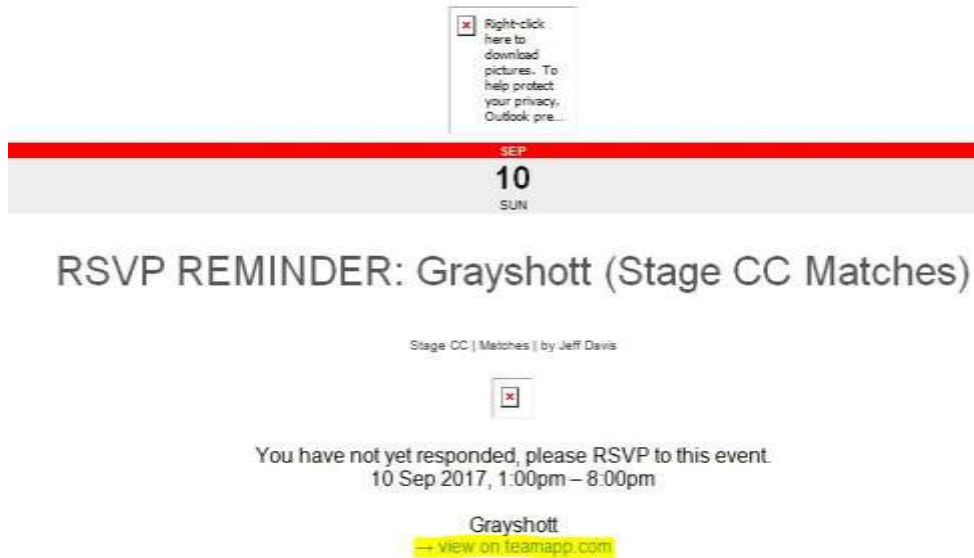 Right-click
here to
download
pictures. To
help protect
your privacy,
Outlook pre...
SEP
10
SUN
RSVP REMINDER: Grayshott (Stage CC Matches)
Stage CC | Matches | by Jeff Davis
You have not yet responded, please RSVP to this event.
10 Sep 2017, 1:00pm – 8:00pm
Grayshott
→ view on teamapp.com